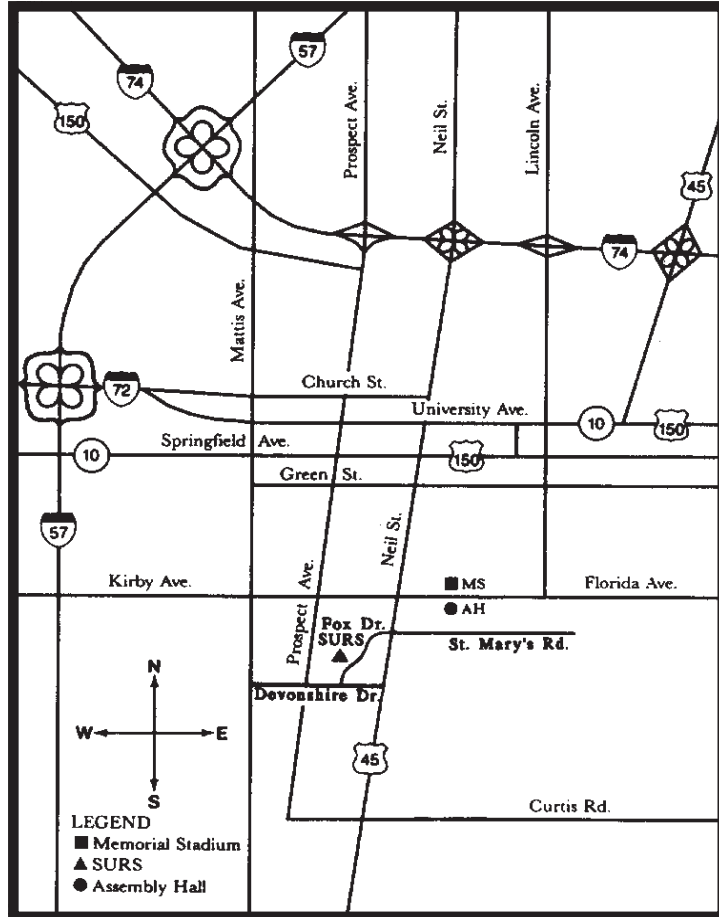 57
74
150
Prospect Ave.
Neil St.
Lincoln Ave.
45
74
Mattis Ave.
72
Church St.
University Ave.
10
150
Springfield Ave.
10
150
Green St.
57
Neil St.
Kirby Ave.
MS
Florida Ave.
AH
Prospect Ave.
Fox Dr.
SURS
St. Mary's Rd.
Devonshire Dr.
N
W
E
S
45
Curtis Rd.
LEGEND
Memorial Stadium
SURS
Assembly Hall